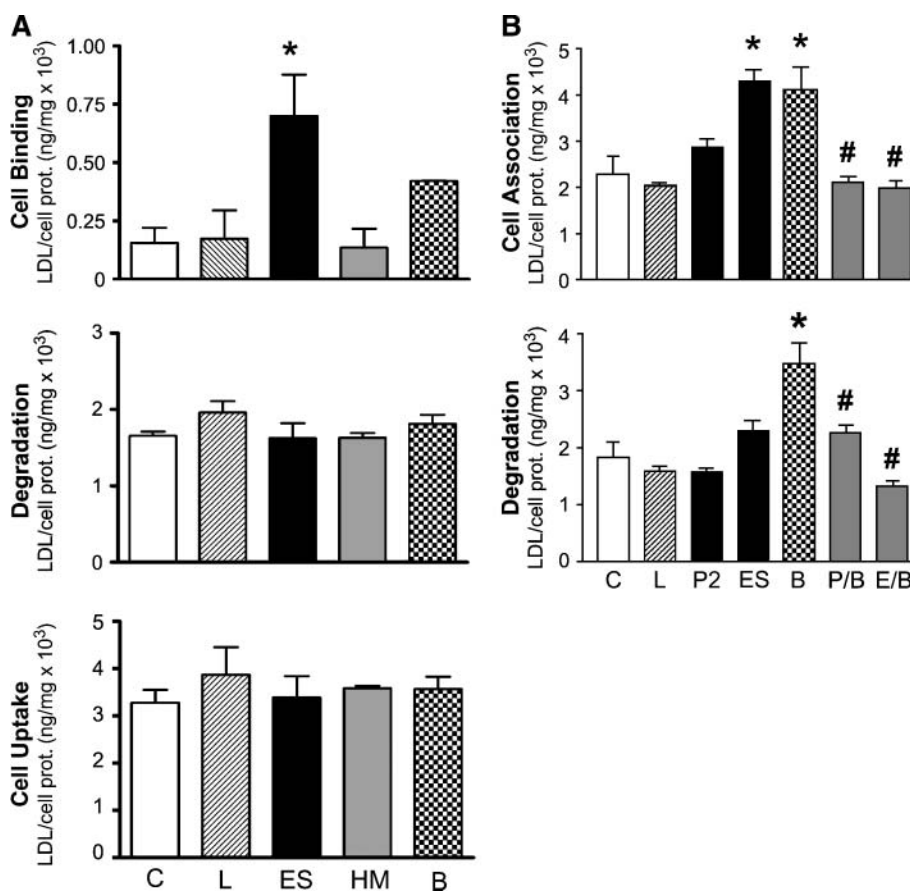 A
Cell Binding
LDL/cell prot. (ng/mg x 10³)
1.00
0.75
0.50
0.25
0
*
Degradation
LDL/cell prot. (ng/mg x 10³)
3
2
1
0
Cell Uptake
LDL/cell prot. (ng/mg x 10³)
5
4
3
2
1
0
C L ES HM B
B
Cell Association
LDL/cell prot. (ng/mg x 10³)
5
4
3
2
1
0
* * # #
Degradation
LDL/cell prot. (ng/mg x 10³)
4
3
2
1
0
* # #
C L P2 ES B P/B E/B